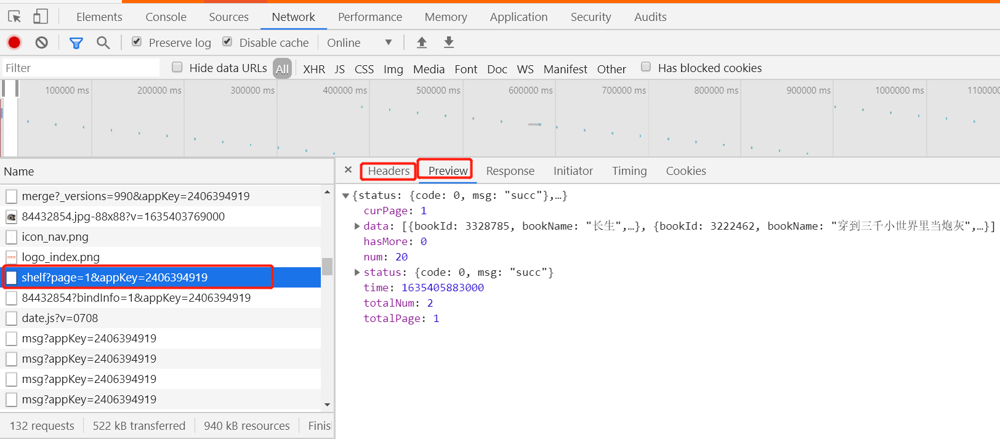 Elements Console Sources Network Performance Memory Application Security Audits
Preserve log Disable cache Online
Filter Hide data URLs All XHR JS CSS Img Media Font Doc WS Manifest Other Has blocked cookies
100000 ms 200000 ms 300000 ms 400000 ms 500000 ms 600000 ms 700000 ms 800000 ms 900000 ms 1000000 ms 110000
Name
merge?_versions=990&appKey=2406394919
84432854.jpg-88x88?v=1635403769000
icon_nav.png
logo_index.png
shelf?page=1&appKey=2406394919
84432854?bindInfo=1&appKey=2406394919
date.js?v=0708
msg?appKey=2406394919
msg?appKey=2406394919
msg?appKey=2406394919
msg?appKey=2406394919
132 requests 522 kB transferred 940 kB resources Finis
× Headers Preview Response Initiator Timing Cookies
▼{status: {code: 0, msg: "succ"},…}
curPage: 1
▶data: [{bookId: 3328785, bookName: "长生",…}, {bookId: 3222462, bookName: "穿到三千小世界里当炮灰",…}]
hasMore: 0
num: 20
▶status: {code: 0, msg: "succ"}
time: 1635405883000
totalNum: 2
totalPage: 1